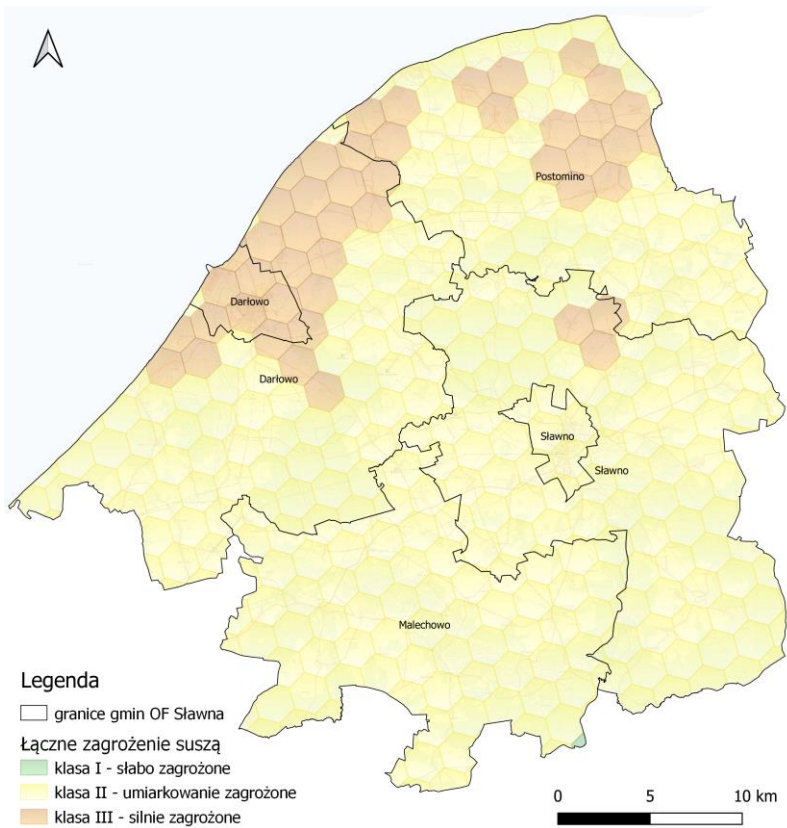 Postomino
Darłowo
Darłowo
Sławno
Sławno
Malechowo
Legenda
granice gmin OF Sławna
Łączne zagrożenie suszą
klasa I - słabo zagrożone
klasa II - umiarkowanie zagrożone
klasa III - silnie zagrożone
0 5 10 km